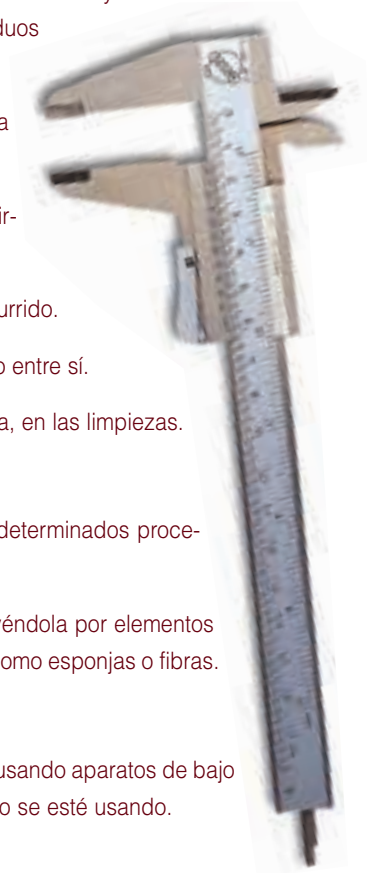 duos
a
ir-
urrido.
o entre sí.
a, en las limpiezas.
determinados proce-
véndola por elementos
omo esponjas o fibras.
usando aparatos de bajo
o se esté usando.